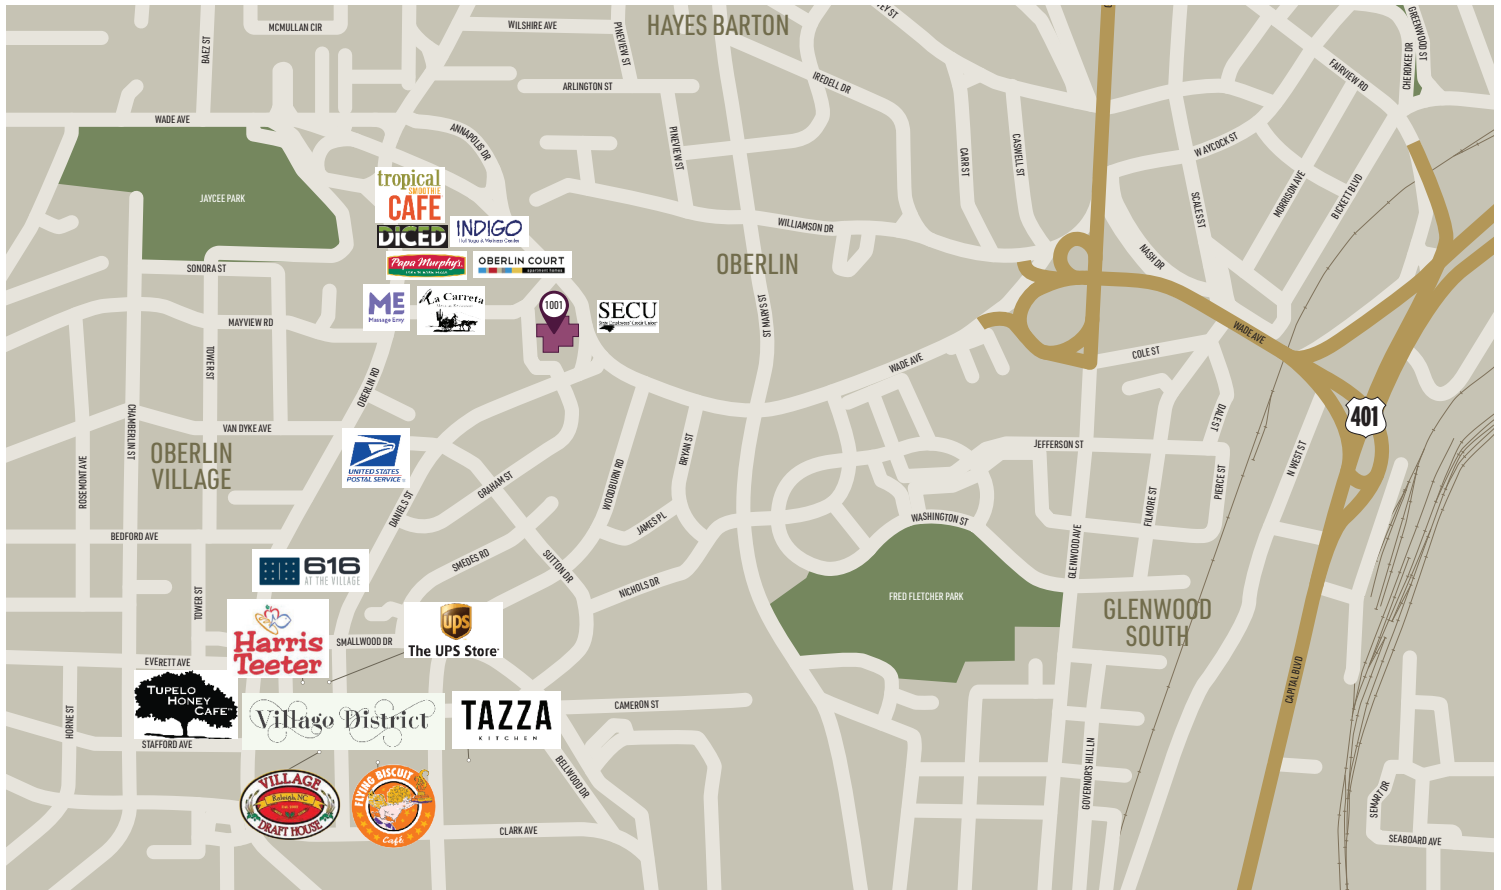 HAYES BARTON
MCMULLAN CIR
WILSHIRE AVE
PINEVIEW ST
BAEZ ST
ARLINGTON ST
IREDELL DR
GREENWOOD ST
CHEROKEE DR
FAIRVIEW RD
WADE AVE
ANNAPOLIS DR
PINEVIEW ST
CARR ST
CASWELL ST
W AYCOCK ST
SCALES ST
MORRISON AVE
BICKETT BLVD
JAYCEE PARK
tropical
SMOOTHIE
CAFE
DICED
INDIGO
Hot Yoga & Wellness Center
WILLIAMSON DR
NASH DR
SONORA ST
Papa Murphy's
OBERLIN COURT
apartment homes
OBERLIN
ME
Massage Envy
La Carreta
1001
SECU
State Employees' Credit Union
ST MARYS ST
MAYVIEW RD
TOWER ST
OBERLIN RD
WADE AVE
COLE ST
WADE AVE
401
CHAMBERLIN ST
VAN DYKE AVE
DALE ST
OBERLIN
VILLAGE
UNITED STATES
POSTAL SERVICE
BRYAN ST
JEFFERSON ST
N WEST ST
ROSEMONT AVE
GRAHAM ST
WOODBURN RD
PIERCE ST
FILMORE ST
DANIELS ST
JAMES PL
WASHINGTON ST
BEDFORD AVE
GLENWOOD AVE
616
AT THE VILLAGE
SMEDES RD
SUTTON DR
NICHOLS DR
FRED FLETCHER PARK
TOWER ST
GLENWOOD
SOUTH
Harris
Teeter
SMALLWOOD DR
ups
The UPS Store
EVERETT AVE
TUPELO
HONEY
CAFE
CAPITAL BLVD
HORNE ST
Village District
TAZZA
KITCHEN
CAMERON ST
STAFFORD AVE
BELLWOOD DR
GOVERNORS HILL LN
VILLAGE
Raleigh, NC
DRAFT HOUSE
FLYING BISCUIT
Café
CLARK AVE
SEMART DR
SEABOARD AVE